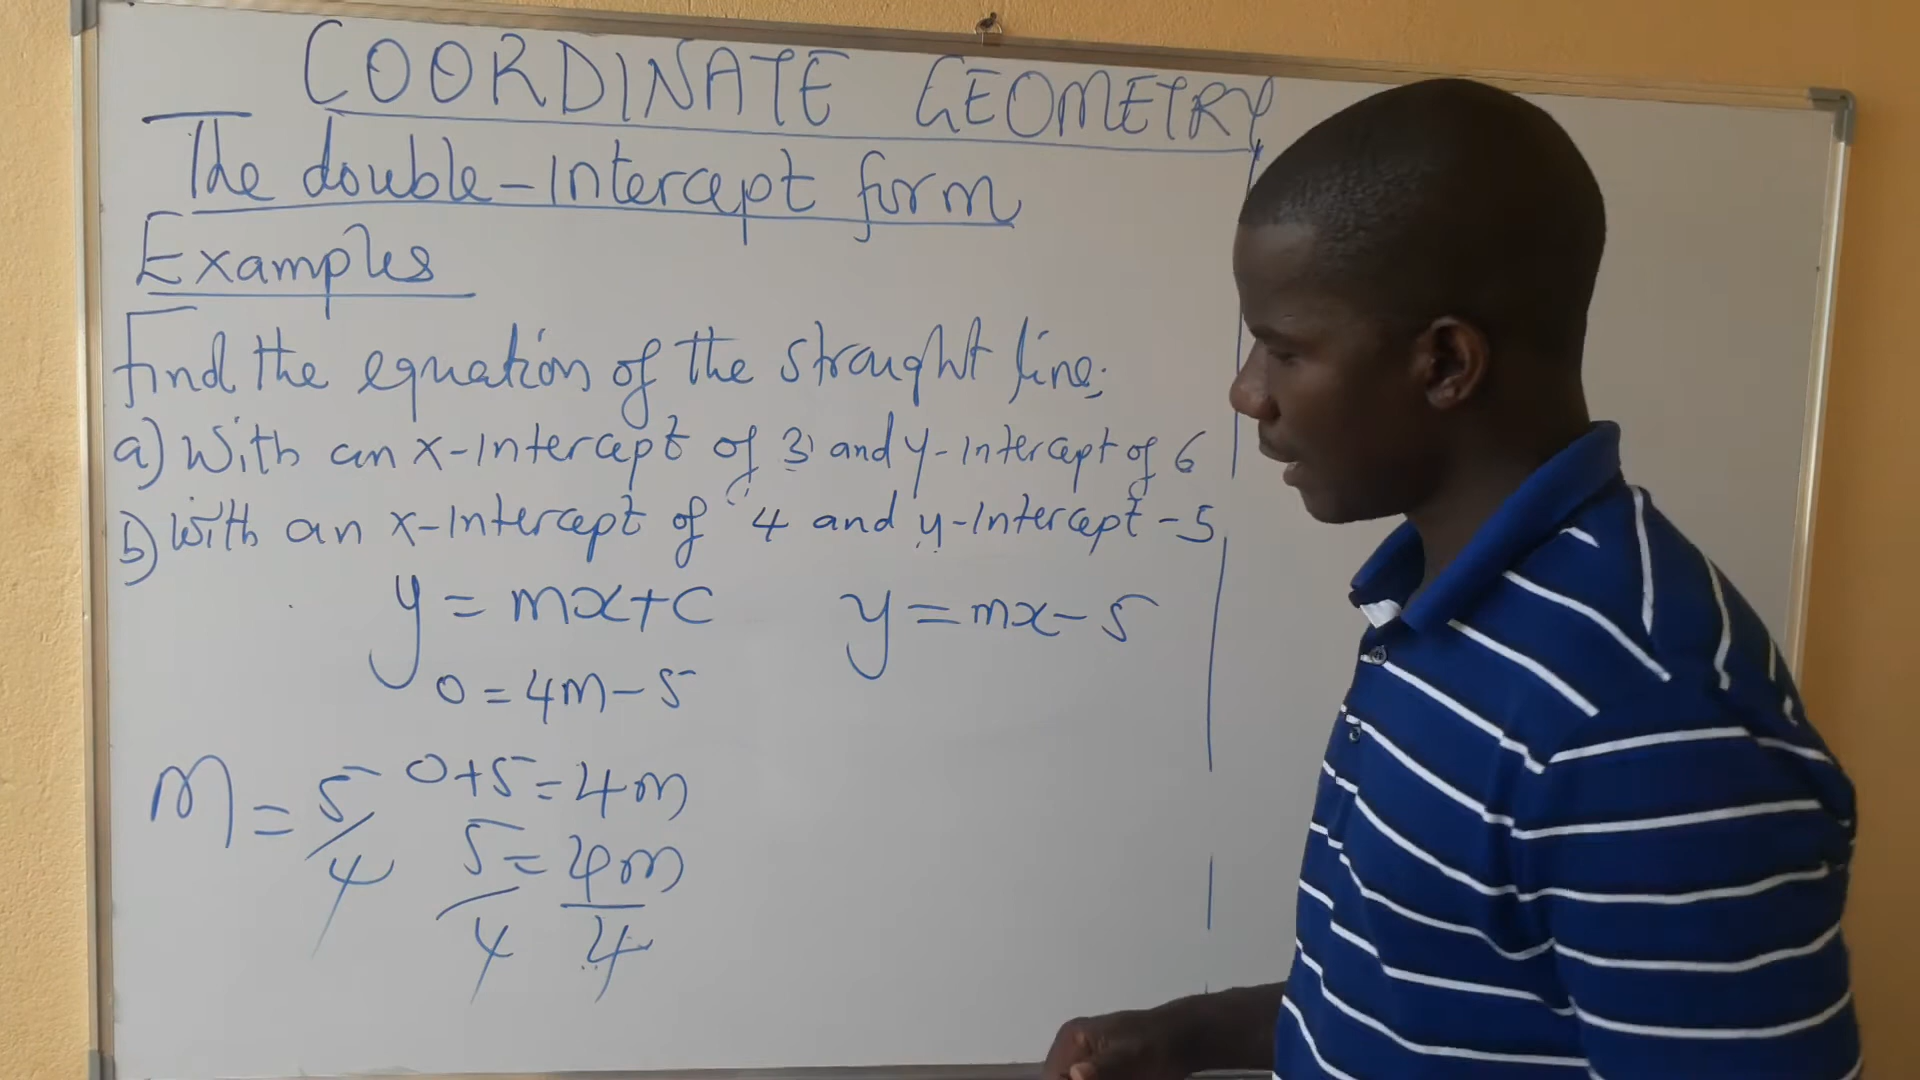 COORDINATE GEOMETRY
The double-intercept form
Examples
Find the equation of the straight line;
a) With an x-intercept of 3 and y-intercept of 6
b) With an x-intercept of 4 and y-intercept -5
y = mx+c
y = mx-5
0 = 4m-5
0+5=4m
m = 5/4
5/4 = 4m/4